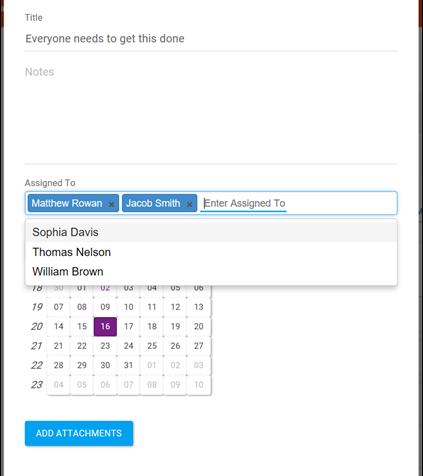 Title
Everyone needs to get this done
Notes
Assigned To
Matthew Rowan × Jacob Smith × Enter Assigned To
Sophia Davis
Thomas Nelson
William Brown
18 30 01 02 03 04 05 06
19 07 08 09 10 11 12 13
20 14 15 16 17 18 19 20
21 21 22 23 24 25 26 27
22 28 29 30 31 01 02 03
23 04 05 06 07 08 09 10
ADD ATTACHMENTS